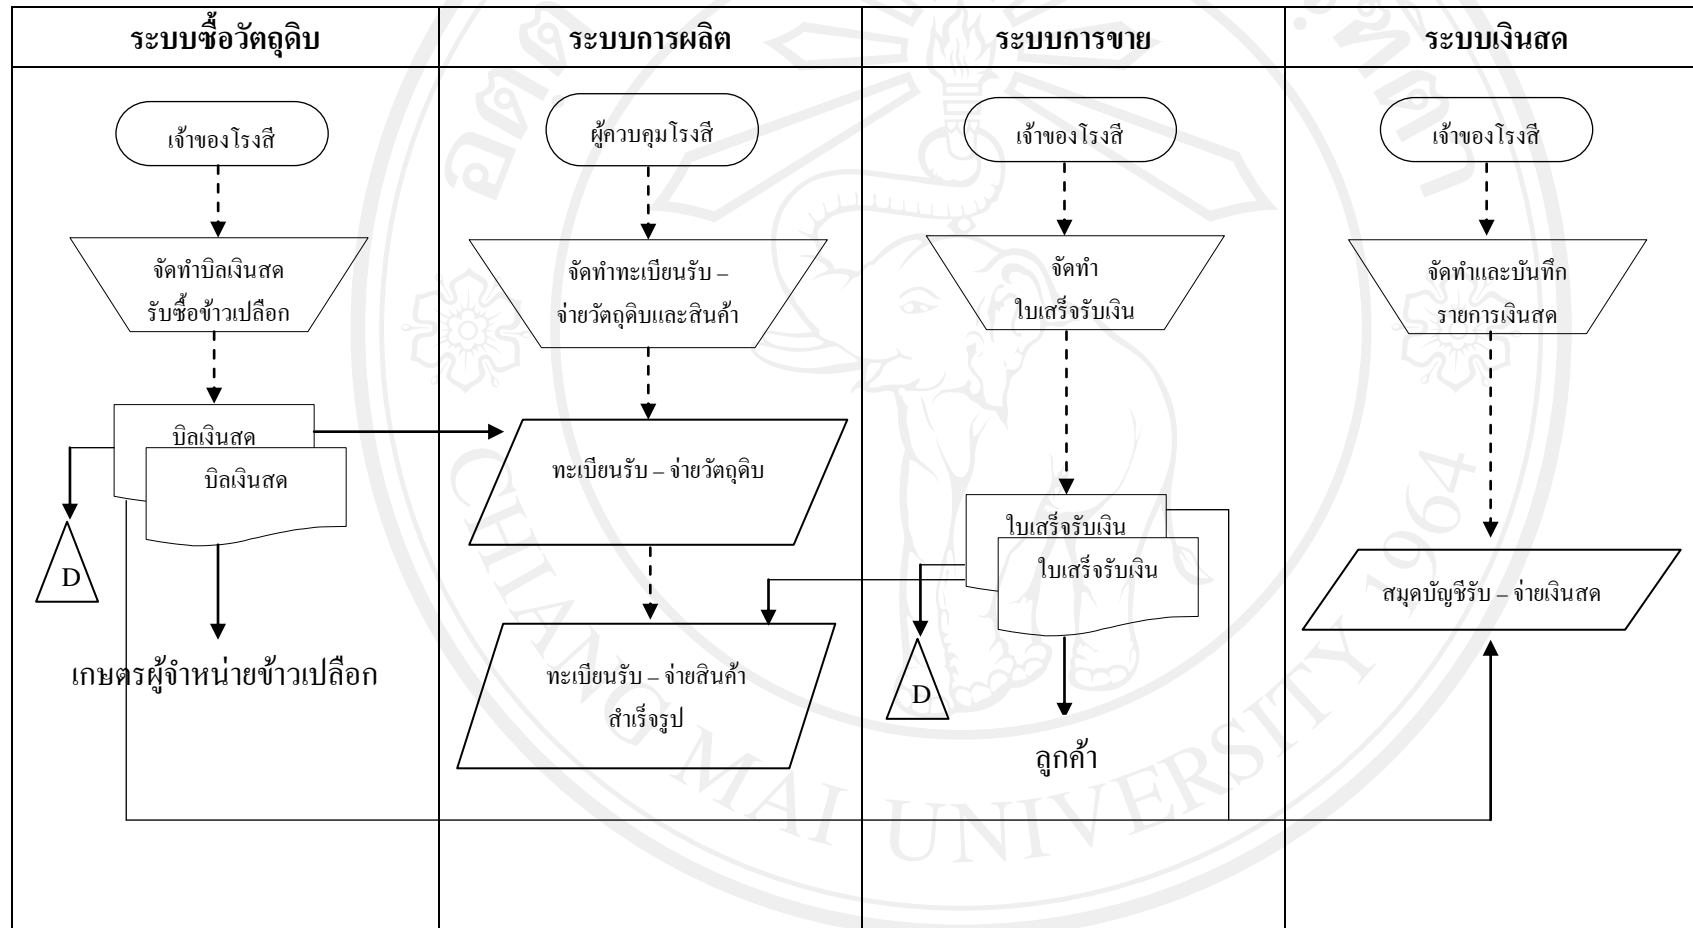 ระบบซื้อวัตถุดิบ
ระบบการผลิต
ระบบการขาย
ระบบเงินสด
เจ้าของโรงสี
ผู้ควบคุมโรงสี
เจ้าของโรงสี
เจ้าของโรงสี
จัดทำบิลเงินสด
รับซื้อข้าวเปลือก
จัดทำทะเบียนรับ –
จ่ายวัตถุดิบและสินค้า
จัดทำ
ใบเสร็จรับเงิน
จัดทำและบันทึก
รายการเงินสด
บิลเงินสด
บิลเงินสด
D
เกษตรผู้จำหน่ายข้าวเปลือก
ทะเบียนรับ – จ่ายวัตถุดิบ
ทะเบียนรับ – จ่ายสินค้า
สำเร็จรูป
ใบเสร็จรับเงิน
ใบเสร็จรับเงิน
D
ลูกค้า
สมุดบัญชีรับ – จ่ายเงินสด
CHIANG MAI UNIVERSITY 1964